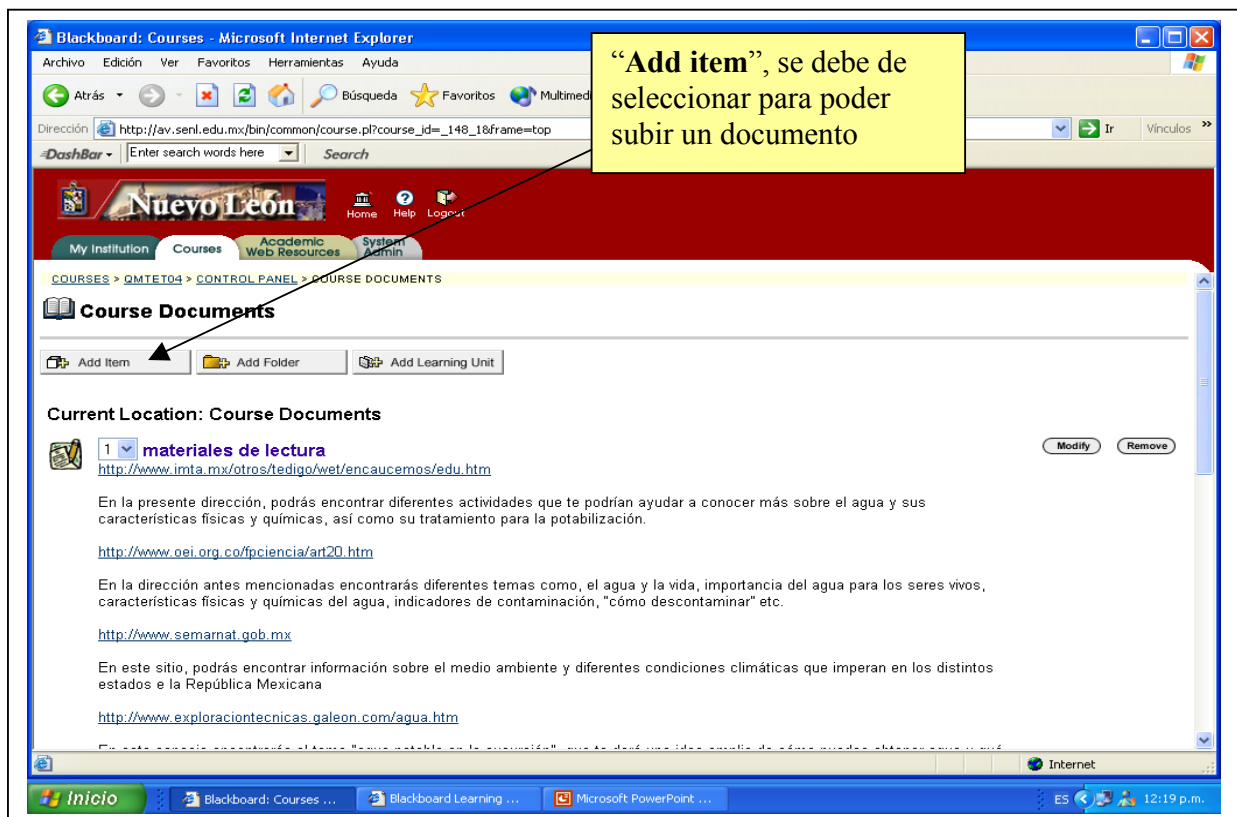 Blackboard: Courses - Microsoft Internet Explorer
“Add item”, se debe de
seleccionar para poder
subir un documento
Archivo Edición Ver Favoritos Herramientas Ayuda
Atrás Búsqueda Favoritos Multimedi
Dirección http://av.senl.edu.mx/bin/common/course.pl?course_id=_148_1&frame=top Ir Vínculos »
DashBar Enter search words here Search
Nuevo León
Home Help Logout
My Institution Courses Academic Web Resources System Admin
COURSES > QMTET04 > CONTROL PANEL > COURSE DOCUMENTS
Course Documents
Add Item Add Folder Add Learning Unit
Current Location: Course Documents
1 materiales de lectura Modify Remove
http://www.imta.mx/otros/tedigo/wet/encaucemos/edu.htm
En la presente dirección, podrás encontrar diferentes actividades que te podrían ayudar a conocer más sobre el agua y sus
características físicas y químicas, así como su tratamiento para la potabilización.
http://www.oei.org.co/fpciencia/art20.htm
En la dirección antes mencionadas encontrarás diferentes temas como, el agua y la vida, importancia del agua para los seres vivos,
características físicas y químicas del agua, indicadores de contaminación, "cómo descontaminar" etc.
http://www.semarnat.gob.mx
En este sitio, podrás encontrar información sobre el medio ambiente y diferentes condiciones climáticas que imperan en los distintos
estados e la República Mexicana
http://www.exploraciontecnicas.galeon.com/agua.htm
Internet
Inicio Blackboard: Courses ... Blackboard Learning ... Microsoft PowerPoint ... ES 12:19 p.m.